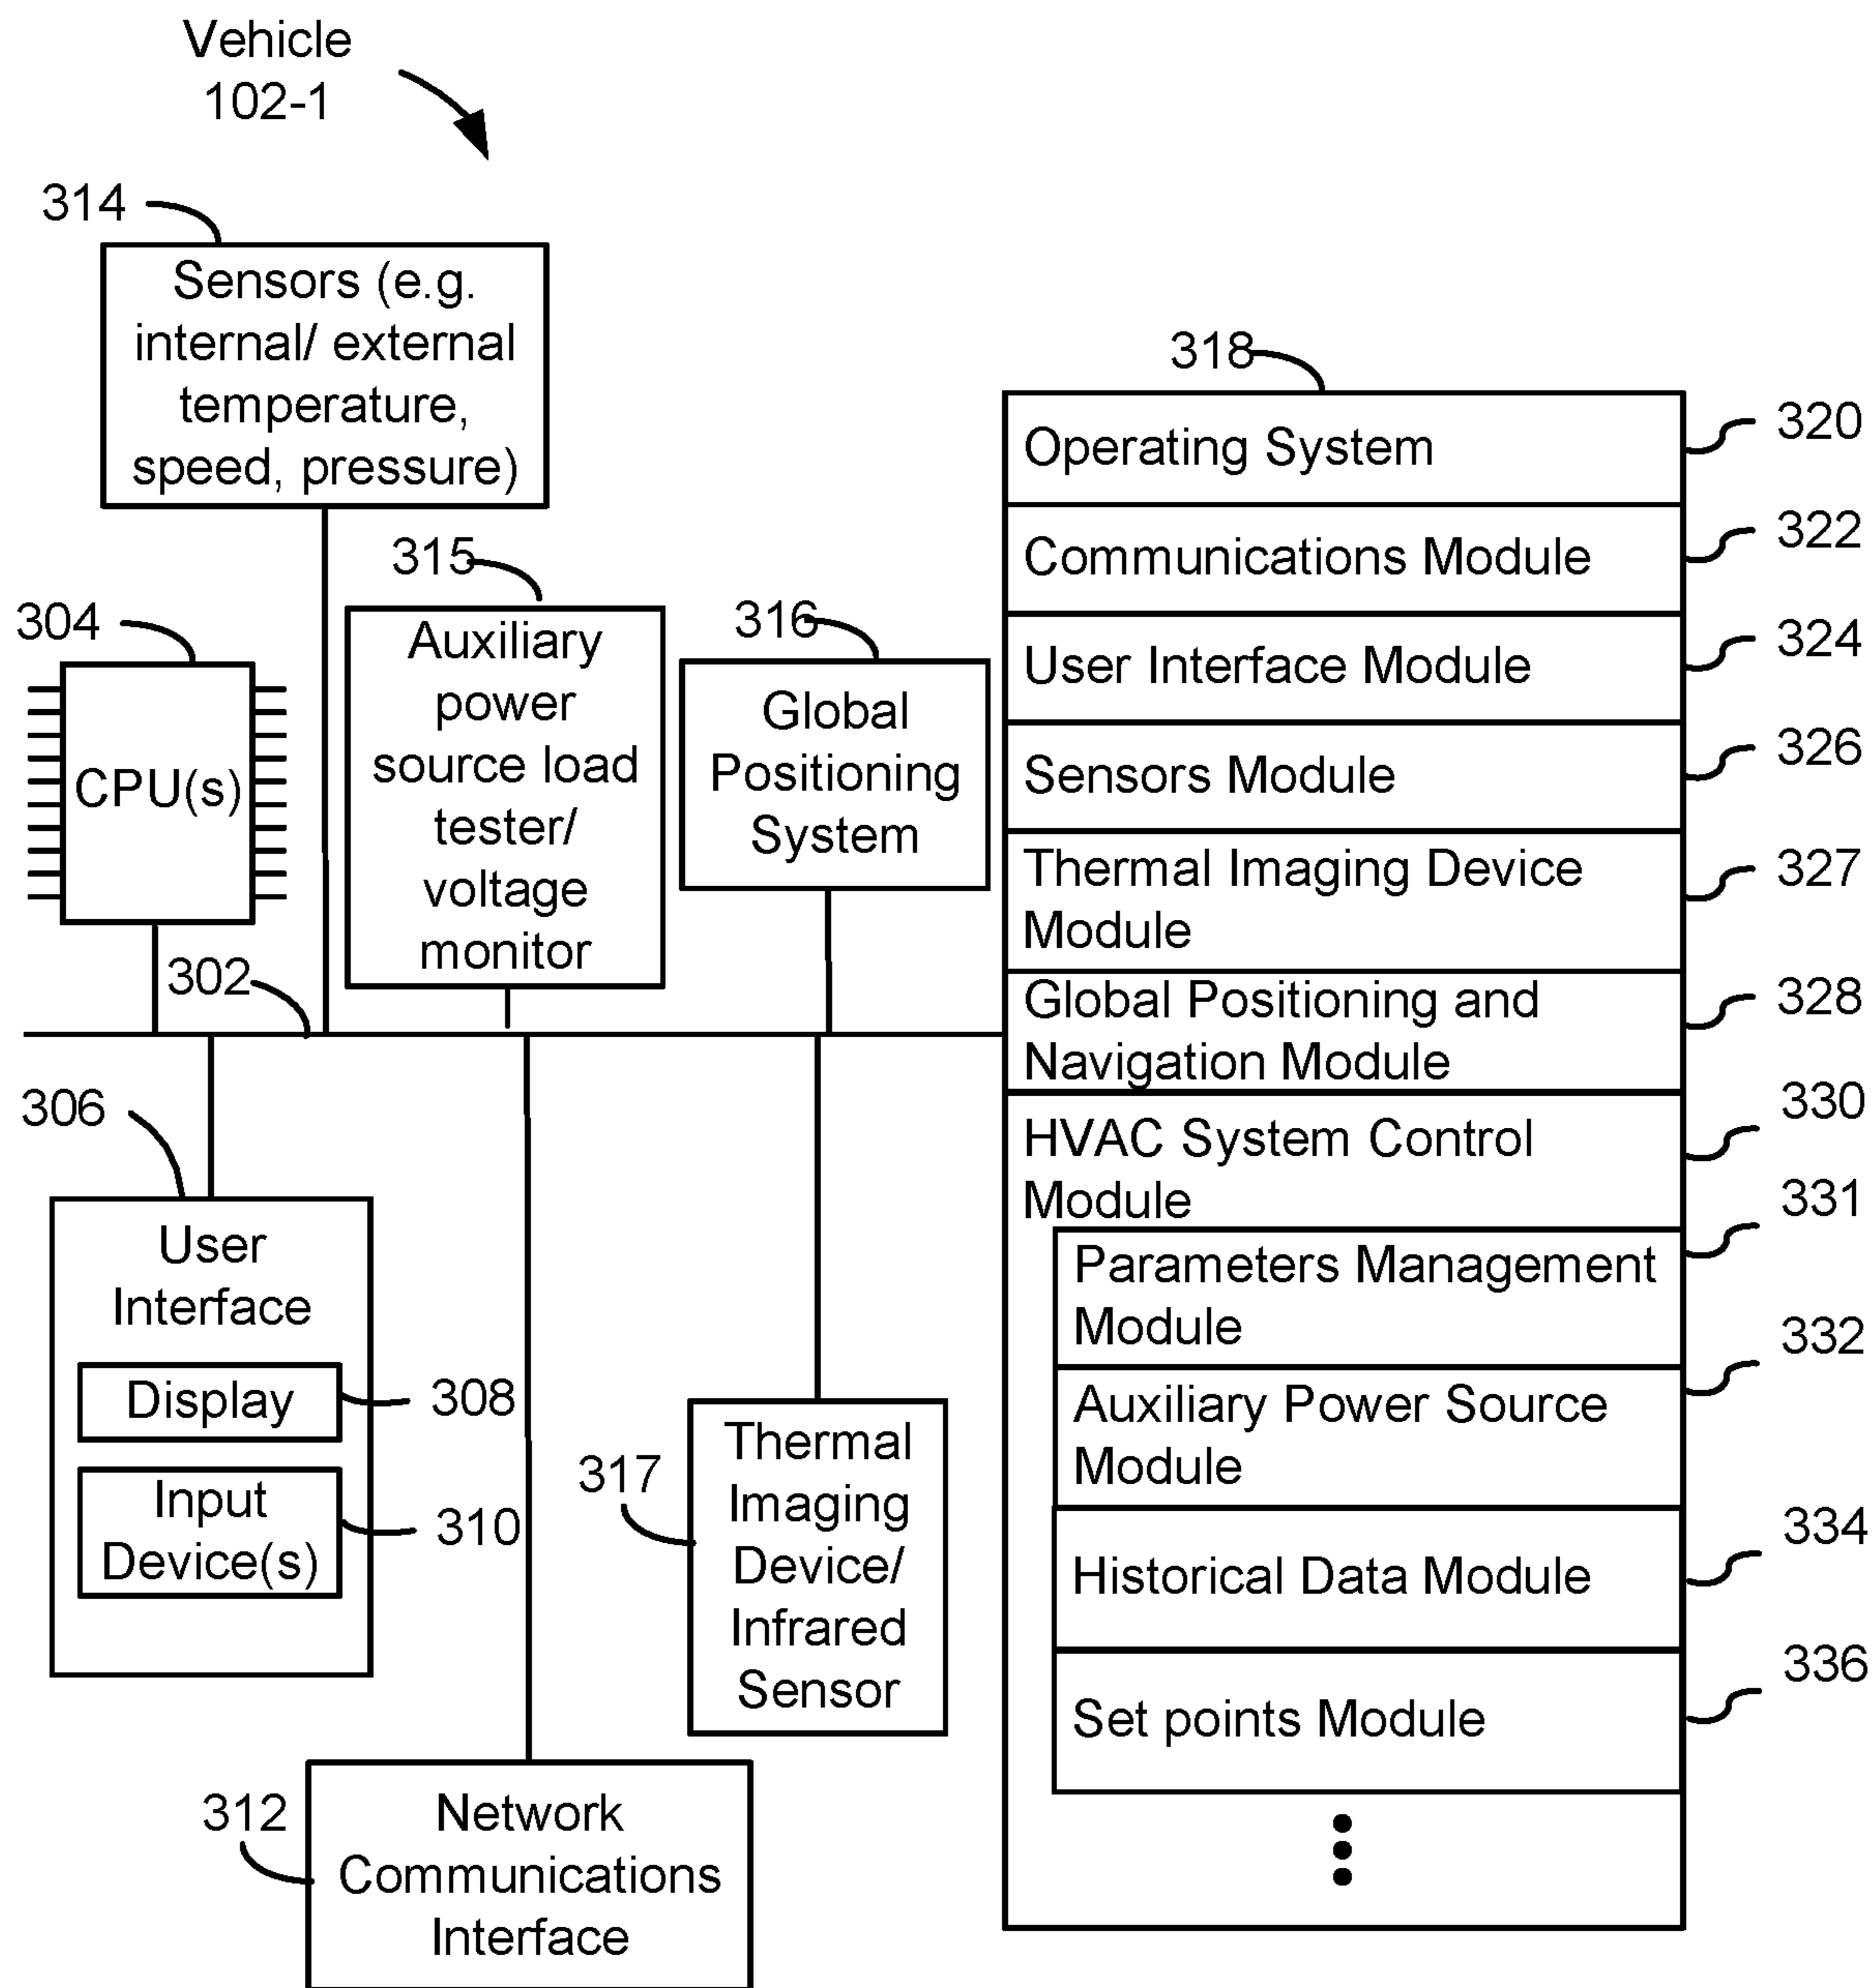 Vehicle
102-1
314
Sensors (e.g.
internal/ external
temperature,
speed, pressure)
315
304
CPU(s)
Auxiliary
power
source load
tester/
voltage
monitor
316
Global
Positioning
System
302
306
User
Interface
Display
308
Input
Device(s)
310
317
Thermal
Imaging
Device/
Infrared
Sensor
312
Network
Communications
Interface
318
Operating System
320
Communications Module
322
User Interface Module
324
Sensors Module
326
Thermal Imaging Device
Module
327
Global Positioning and
Navigation Module
328
HVAC System Control
Module
330
Parameters Management
Module
331
Auxiliary Power Source
Module
332
Historical Data Module
334
Set points Module
336